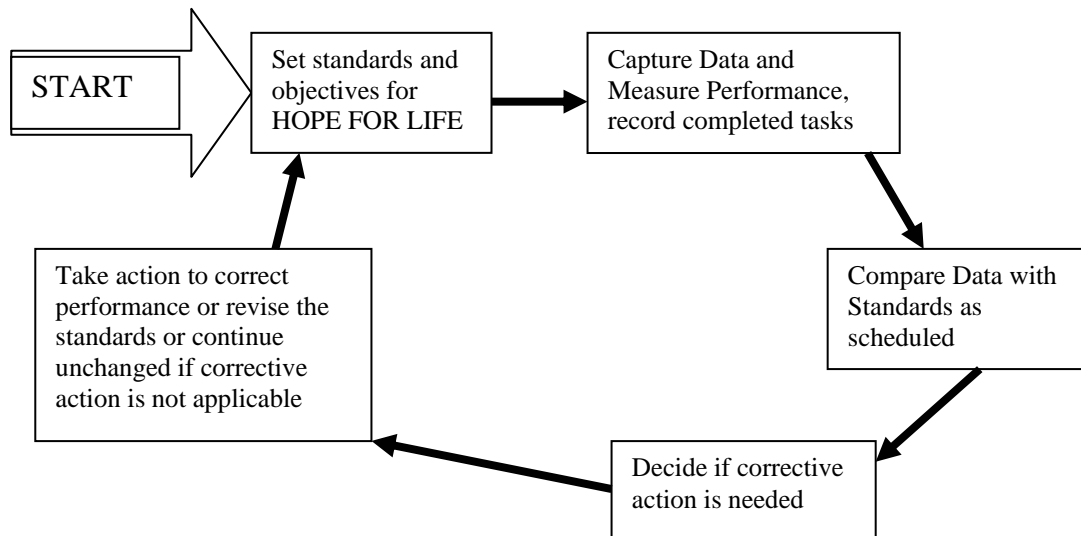 START
Set standards and
objectives for
HOPE FOR LIFE
Capture Data and
Measure Performance,
record completed tasks
Compare Data with
Standards as
scheduled
Decide if corrective
action is needed
Take action to correct
performance or revise the
standards or continue
unchanged if corrective
action is not applicable